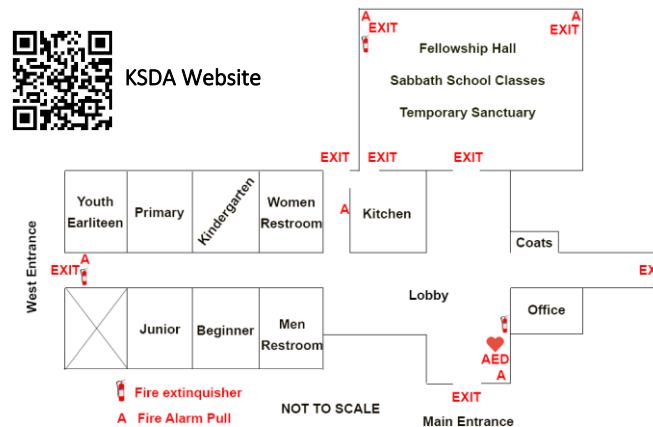 A
A
EXIT
EXIT
Fellowship Hall
KSDA Website
Sabbath School Classes
Temporary Sanctuary
EXIT
EXIT
EXIT
Youth
Earliteen
Primary
Kindergarten
Women
Restroom
A
Kitchen
Coats
West Entrance
A
EXIT
Lobby
Office
Junior
Beginner
Men
Restroom
AED
A
Fire extinquisher
A Fire Alarm Pull
NOT TO SCALE
EXIT
Main Entrance